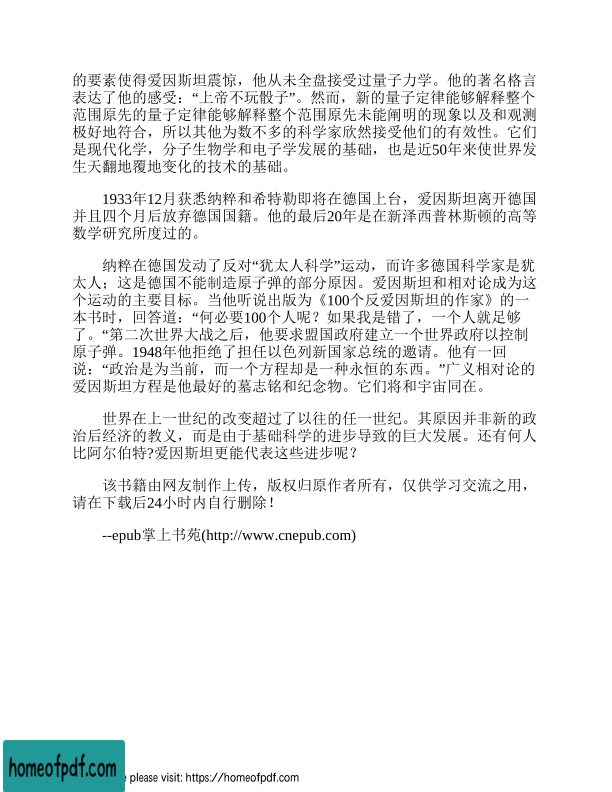 的要素使得爱因斯坦震惊，他从未全盘接受过量子力学。他的著名格言
表达了他的感受：“上帝不玩骰子”。然而，新的量子定律能够解释整个
范围原先的量子定律能够解释整个范围原先未能阐明的现象以及和观测
极好地符合，所以其他为数不多的科学家欣然接受他们的有效性。它们
是现代化学，分子生物学和电子学发展的基础，也是近50年来使世界发
生天翻地覆地变化的技术的基础。
1933年12月获悉纳粹和希特勒即将在德国上台，爱因斯坦离开德国
并且四个月后放弃德国国籍。他的最后20年是在新泽西普林斯顿的高等
数学研究所度过的。
纳粹在德国发动了反对“犹太人科学”运动，而许多德国科学家是犹
太人；这是德国不能制造原子弹的部分原因。爱因斯坦和相对论成为这
个运动的主要目标。当他听说出版为《100个反爱因斯坦的作家》的一
本书时，回答道：“何必要100个人呢？如果我是错了，一个人就足够
了。“第二次世界大战之后，他要求盟国政府建立一个世界政府以控制
原子弹。1948年他拒绝了担任以色列新国家总统的邀请。他有一回
说：“政治是为当前，而一个方程却是一种永恒的东西。”广义相对论的
爱因斯坦方程是他最好的墓志铭和纪念物。它们将和宇宙同在。
世界在上一世纪的改变超过了以往的任一世纪。其原因并非新的政
治后经济的教义，而是由于基础科学的进步导致的巨大发展。还有何人
比阿尔伯特?爱因斯坦更能代表这些进步呢？
该书籍由网友制作上传，版权归原作者所有，仅供学习交流之用，
请在下载后24小时内自行删除！
--epub掌上书苑(http://www.cnepub.com)
homeofpdf.com
please visit: https://homeofpdf.com